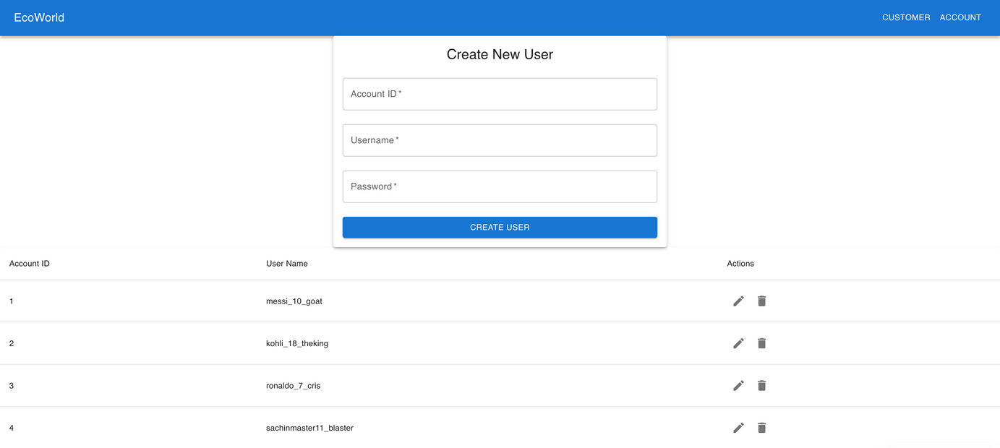 EcoWorld CUSTOMER ACCOUNT
Create New User
Account ID *
Username *
Password *
CREATE USER
Account ID User Name Actions
1 messi_10_goat
2 kohli_18_theking
3 ronaldo_7_cris
4 sachinmaster11_blaster